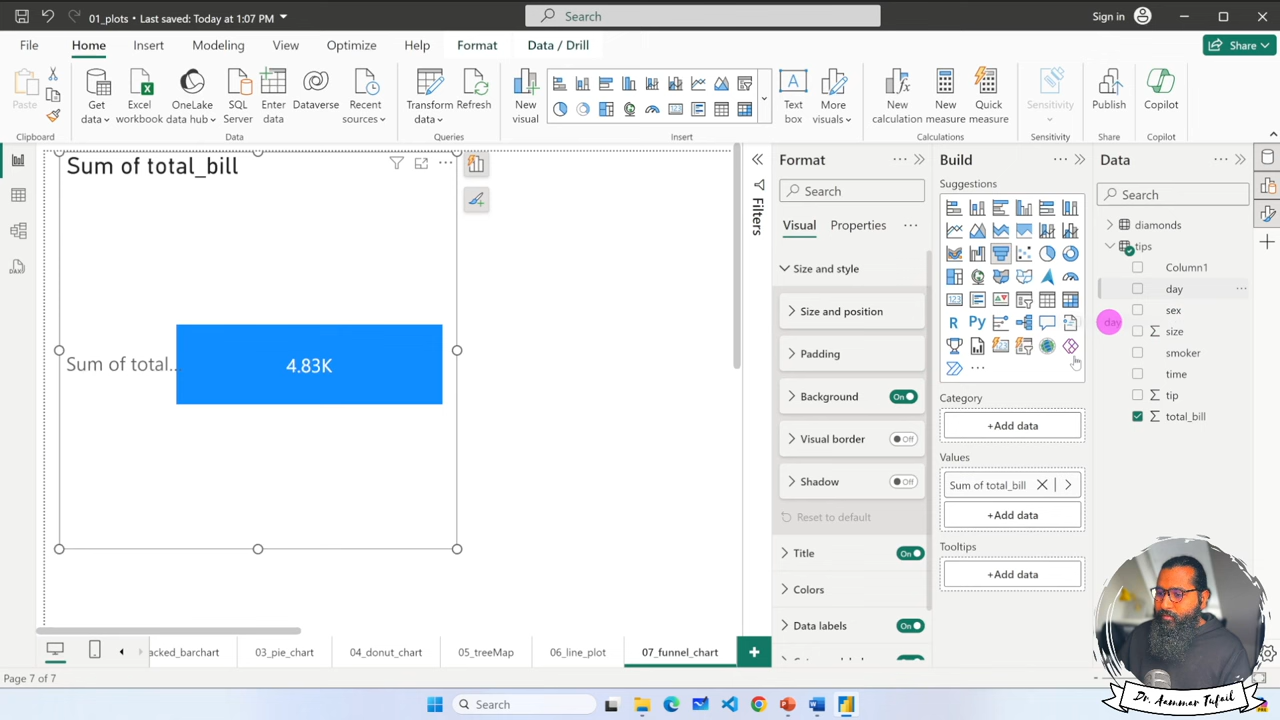 01_plots • Last saved: Today at 1:07 PM
Search
Sign in
File
Home
Insert
Modeling
View
Optimize
Help
Format
Data / Drill
Share
Paste
Get data
Excel workbook
OneLake data hub
SQL Server
Enter data
Dataverse
Recent sources
Transform data
Refresh
New visual
Text box
More visuals
New calculation
New measure
Quick measure
Sensitivity
Publish
Copilot
Clipboard
Data
Queries
Insert
Calculations
Sensitivity
Share
Copilot
Sum of total_bill
Sum of total...
4.83K
Filters
Format
Search
Visual
Properties
Size and style
Size and position
Padding
Background
On
Visual border
Off
Shadow
Off
Reset to default
Title
On
Colors
Data labels
On
Build
Suggestions
R
Py
Category
+Add data
Values
Sum of total_bill
+Add data
Tooltips
+Add data
Data
Search
diamonds
tips
Column1
day
sex
day
size
smoker
time
tip
total_bill
acked_barchart
03_pie_chart
04_donut_chart
05_treeMap
06_line_plot
07_funnel_chart
Page 7 of 7
Search
Dr. Aammar Tufail